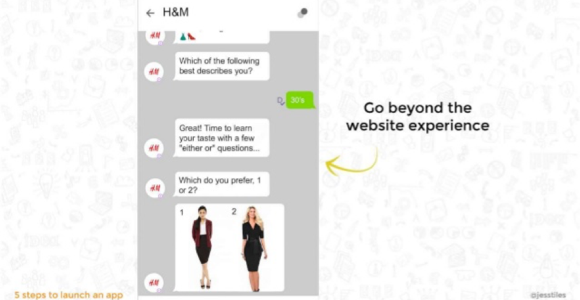 ← H&M
H&M
Which of the following
best describes you?
H&M
30's
Great! Time to learn
your taste with a few
"either or" questions...
H&M
Which do you prefer, 1
or 2?
H&M
1 2
H&M
Go beyond the
website experience
5 steps to launch an app
@jesstiles